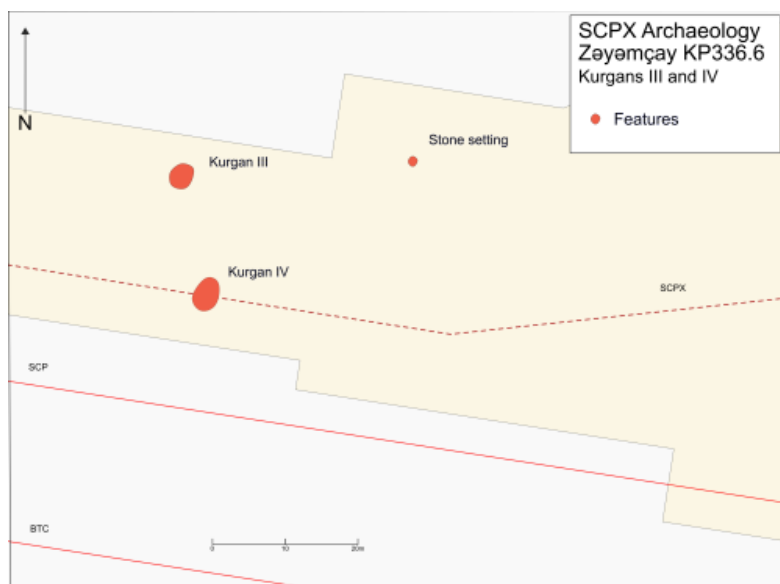 SCPX Archaeology
Zəyəmçay KP336.6
Kurgans III and IV
Features
N
Stone setting
Kurgan III
Kurgan IV
SCPX
SCP
BTC
0 10 20m